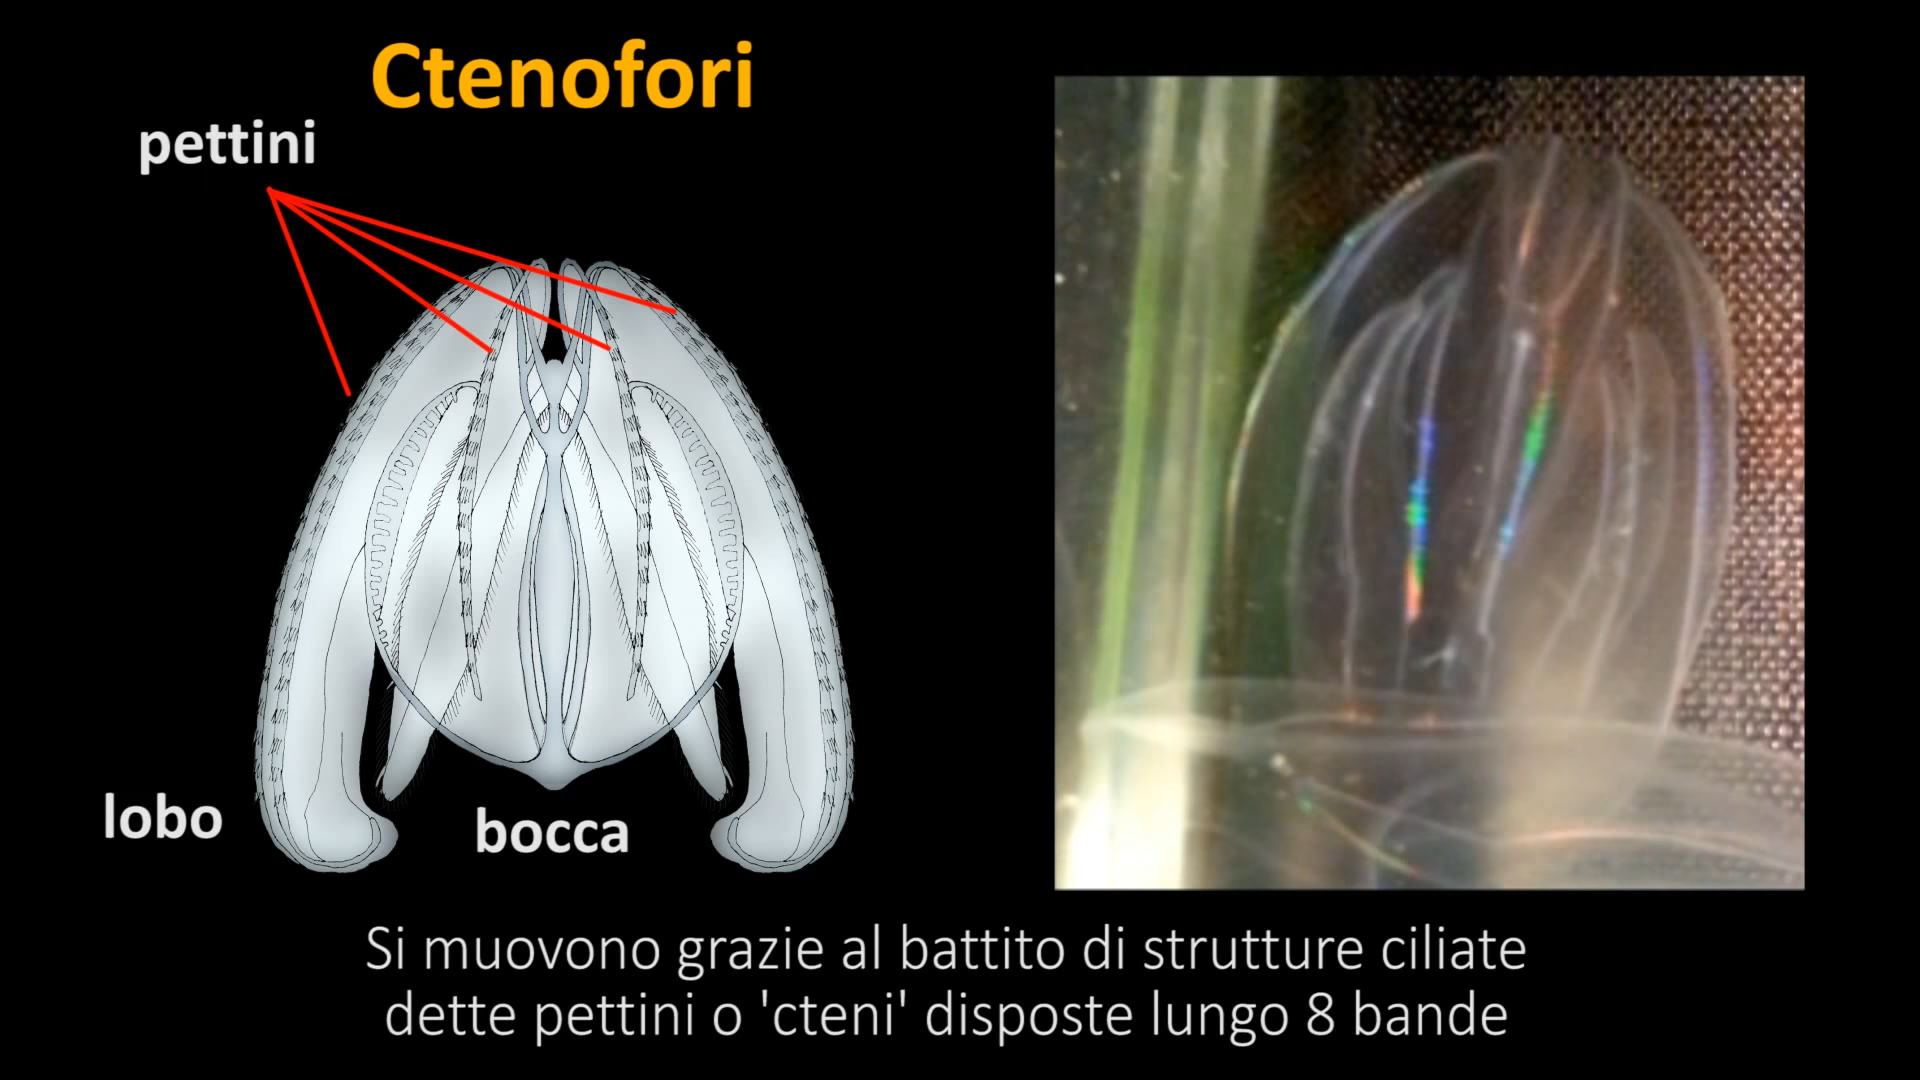 Ctenofori
pettini
lobo
bocca
Si muovono grazie al battito di strutture ciliate
dette pettini o 'cteni' disposte lungo 8 bande